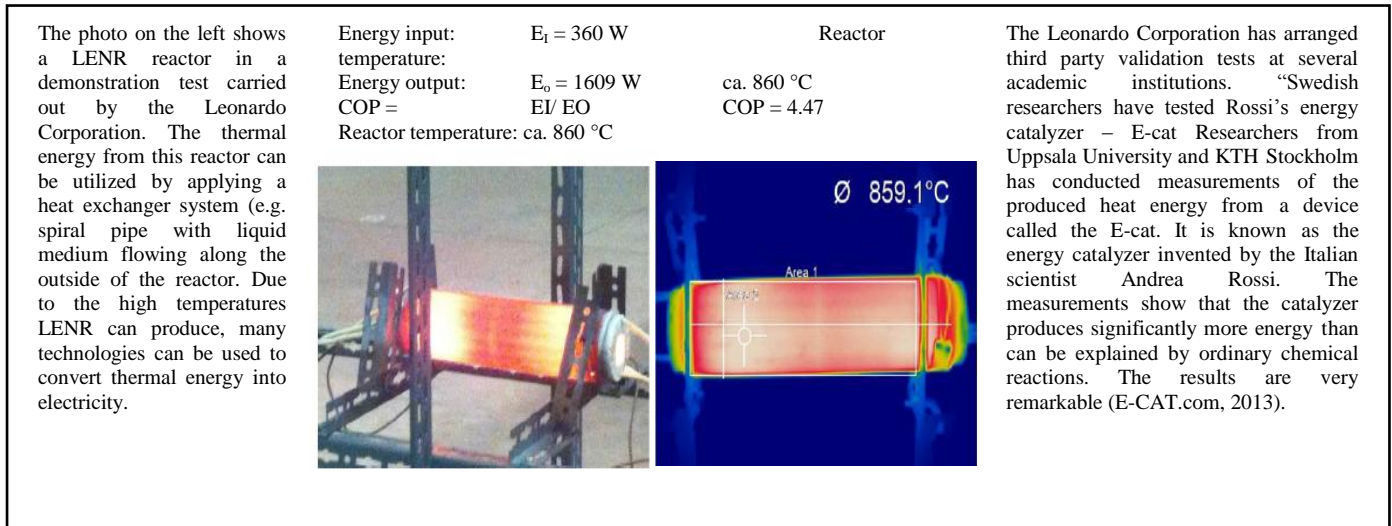 The photo on the left shows
a LENR reactor in a
demonstration test carried
out by the Leonardo
Corporation. The thermal
energy from this reactor can
be utilized by applying a
heat exchanger system (e.g.
spiral pipe with liquid
medium flowing along the
outside of the reactor. Due
to the high temperatures
LENR can produce, many
technologies can be used to
convert thermal energy into
electricity.
Energy input: EI = 360 W Reactor
temperature:
Energy output: Eo = 1609 W ca. 860 °C
COP = EI/ EO COP = 4.47
Reactor temperature: ca. 860 °C
Ø 859.1°C
Area 1
The Leonardo Corporation has arranged
third party validation tests at several
academic institutions. “Swedish
researchers have tested Rossi’s energy
catalyzer – E-cat Researchers from
Uppsala University and KTH Stockholm
has conducted measurements of the
produced heat energy from a device
called the E-cat. It is known as the
energy catalyzer invented by the Italian
scientist Andrea Rossi. The
measurements show that the catalyzer
produces significantly more energy than
can be explained by ordinary chemical
reactions. The results are very
remarkable (E-CAT.com, 2013).